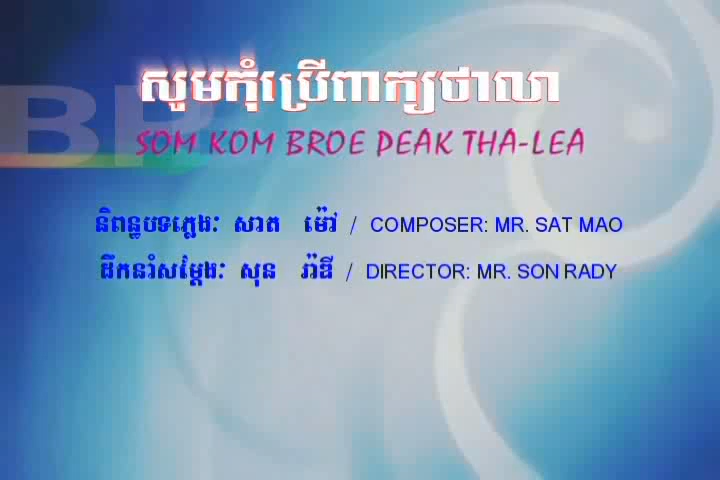 BP
សូមកុំប្រើពាក្យថាលា
SOM KOM BROE PEAK THA-LEA
និពន្ធបទភ្លេងៈ សាត ម៉ៅ / COMPOSER: MR. SAT MAO
ដឹកនាំសម្តែងៈ សុន រ៉ាឌី / DIRECTOR: MR. SON RADY